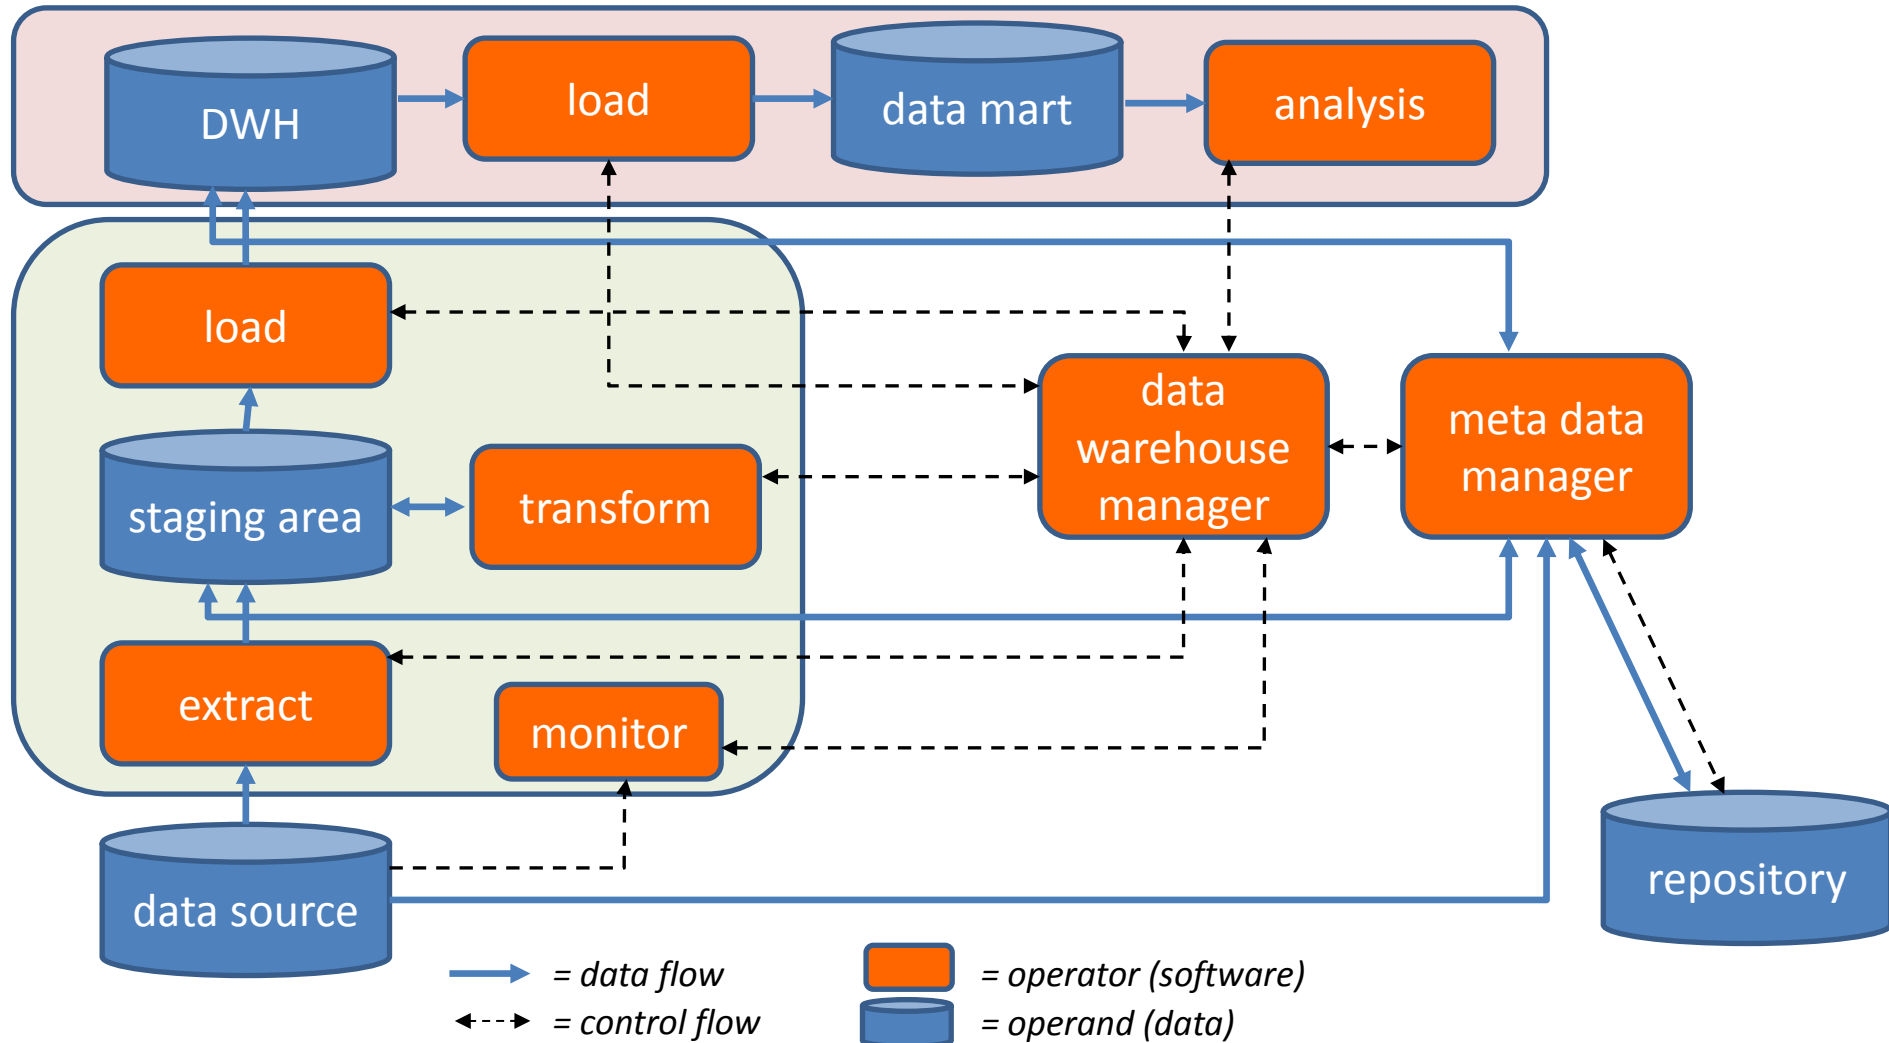 DWH
load
data mart
analysis
load
data
warehouse
manager
meta data
manager
staging area
transform
extract
monitor
data source
repository
= data flow
= operator (software)
= control flow
= operand (data)